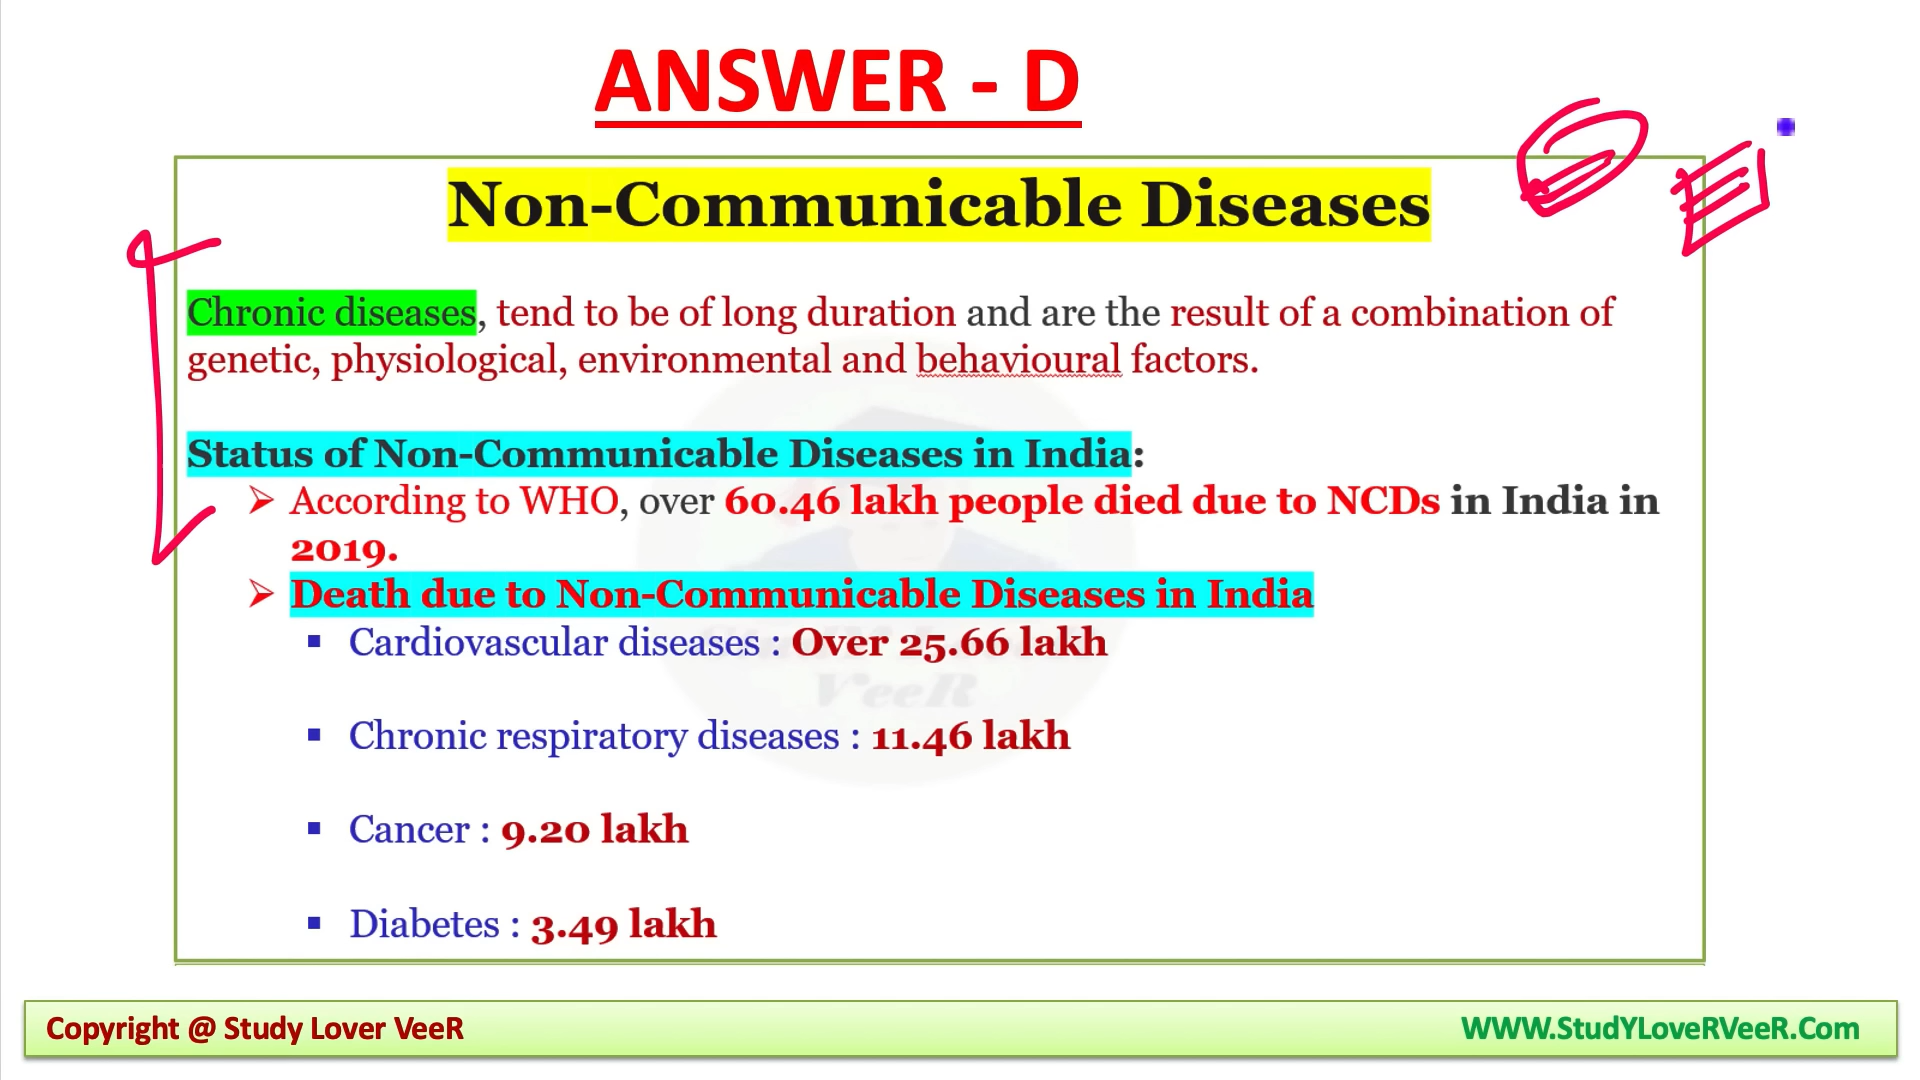 ANSWER - D
Non-Communicable Diseases
Chronic diseases, tend to be of long duration and are the result of a combination of
genetic, physiological, environmental and behavioural factors.
Status of Non-Communicable Diseases in India:
➢ According to WHO, over 60.46 lakh people died due to NCDs in India in
2019.
➢ Death due to Non-Communicable Diseases in India
▪ Cardiovascular diseases : Over 25.66 lakh
VeeR
▪ Chronic respiratory diseases : 11.46 lakh
▪ Cancer : 9.20 lakh
▪ Diabetes : 3.49 lakh
Copyright @ Study Lover VeeR
WWW.StudYLoveRVeeR.Com